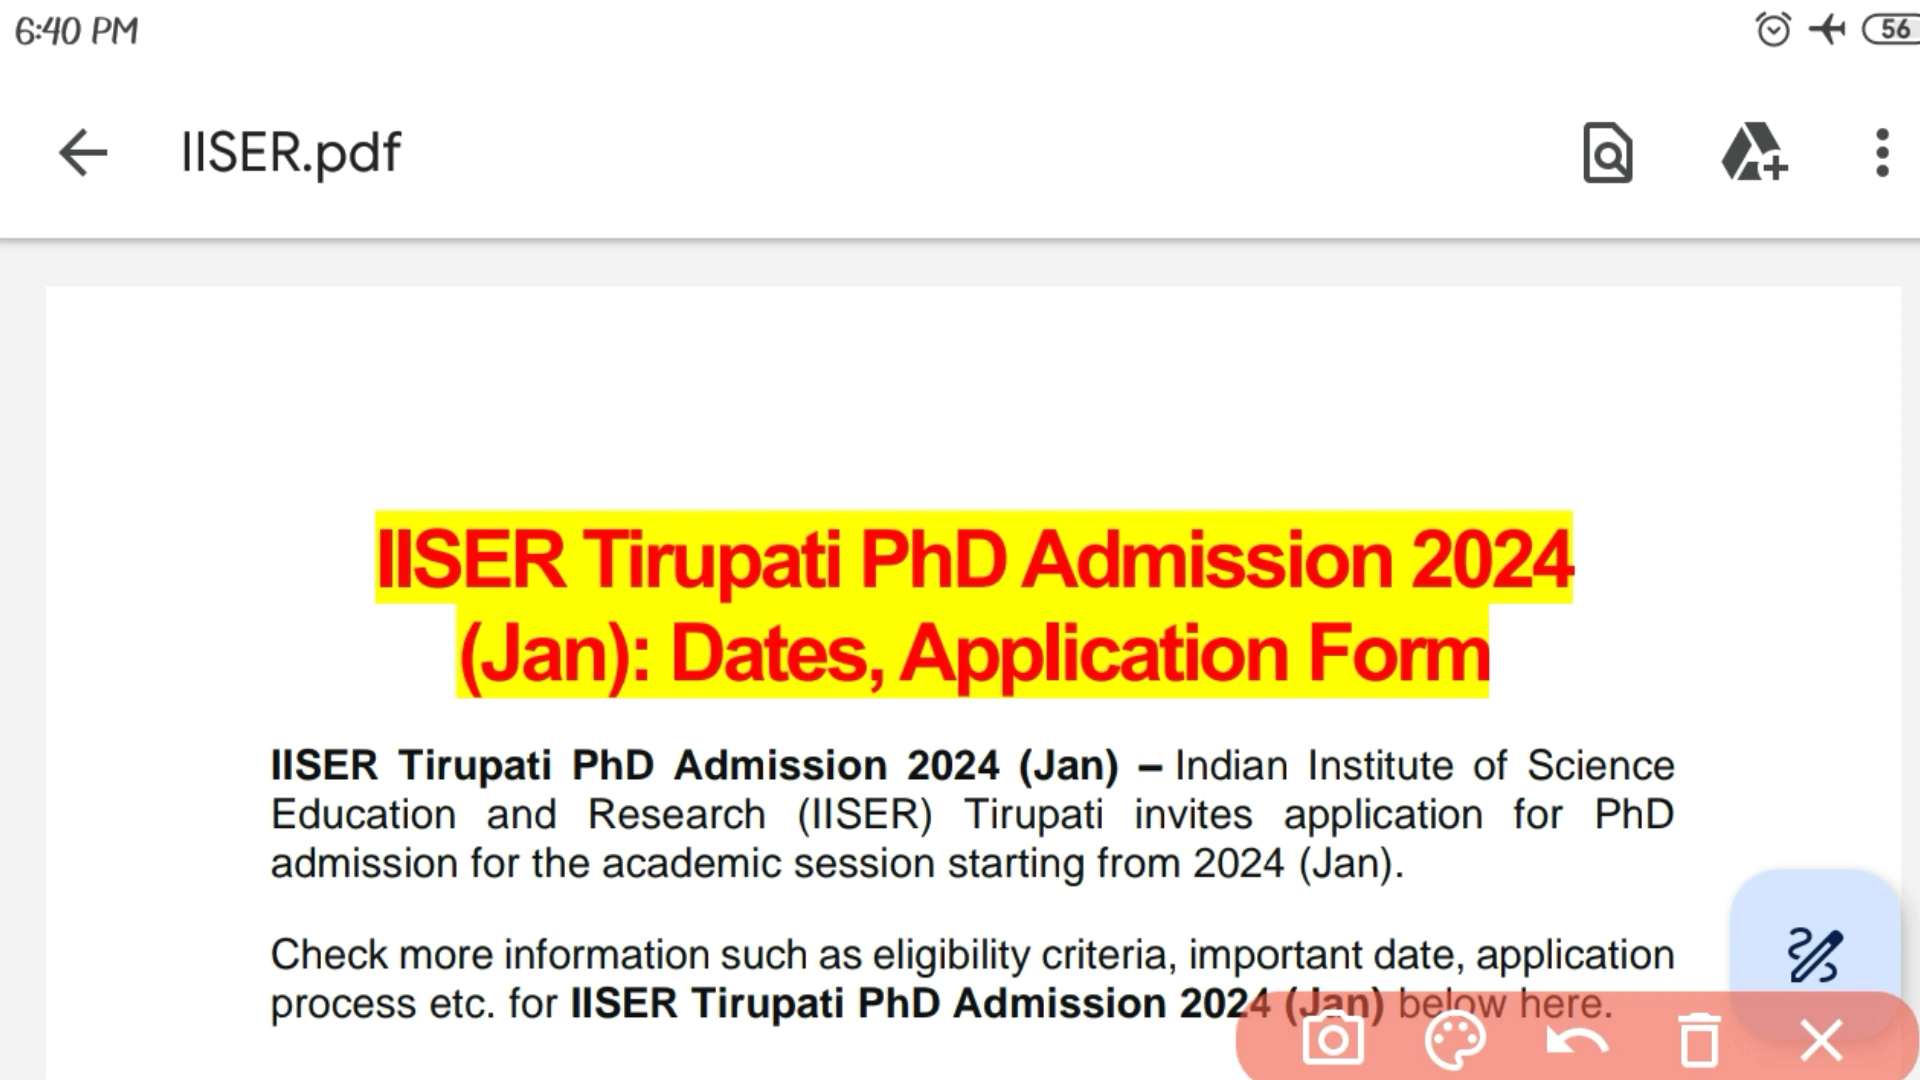 6:40 PM
56
IISER.pdf
IISER Tirupati PhD Admission 2024
(Jan): Dates, Application Form
IISER Tirupati PhD Admission 2024 (Jan) – Indian Institute of Science
Education and Research (IISER) Tirupati invites application for PhD
admission for the academic session starting from 2024 (Jan).
Check more information such as eligibility criteria, important date, application
process etc. for IISER Tirupati PhD Admission 2024 (Jan) below here.